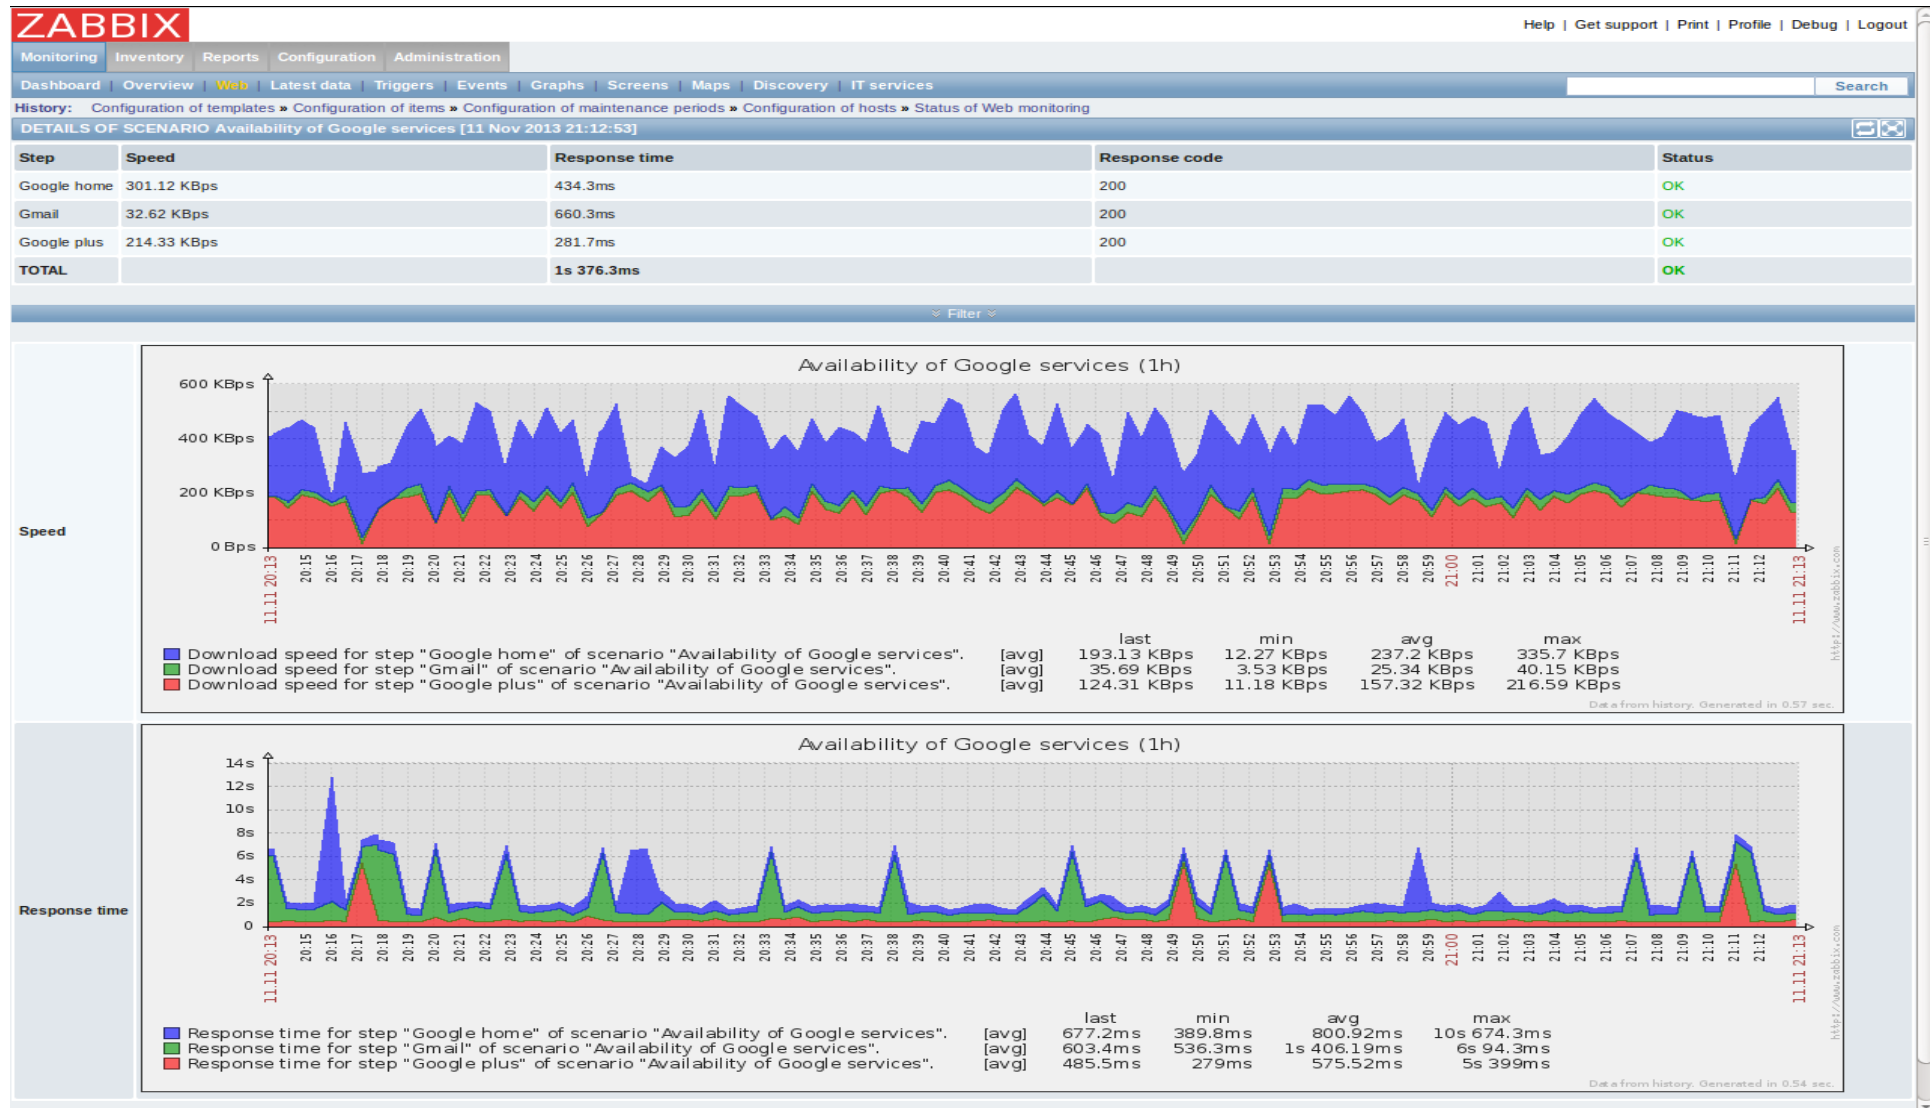 ZABBIX
Help | Get support | Print | Profile | Debug | Logout
Monitoring Inventory Reports Configuration Administration
Dashboard | Overview | Web | Latest data | Triggers | Events | Graphs | Screens | Maps | Discovery | IT services Search
History: Configuration of templates » Configuration of items » Configuration of maintenance periods » Configuration of hosts » Status of Web monitoring
DETAILS OF SCENARIO Availability of Google services [11 Nov 2013 21:12:53]
Step Speed Response time Response code Status
Google home 301.12 KBps 434.3ms 200 OK
Gmail 32.62 KBps 660.3ms 200 OK
Google plus 214.33 KBps 281.7ms 200 OK
TOTAL 1s 376.3ms OK
Filter
Speed
Availability of Google services (1h)
600 KBps
400 KBps
200 KBps
0 Bps
11.11 20:13 20:15 20:16 20:17 20:18 20:19 20:20 20:21 20:22 20:23 20:24 20:25 20:26 20:27 20:28 20:29 20:30 20:31 20:32 20:33 20:34 20:35 20:36 20:37 20:38 20:39 20:40 20:41 20:42 20:43 20:44 20:45 20:46 20:47 20:48 20:49 20:50 20:51 20:52 20:53 20:54 20:55 20:56 20:57 20:58 20:59 21:00 21:01 21:02 21:03 21:04 21:05 21:06 21:07 21:08 21:09 21:10 21:11 21:12 11.11 21:13
http://www.zabbix.com
last min avg max
Download speed for step "Google home" of scenario "Availability of Google services". [avg] 193.13 KBps 12.27 KBps 237.2 KBps 335.7 KBps
Download speed for step "Gmail" of scenario "Availability of Google services". [avg] 35.69 KBps 3.53 KBps 25.34 KBps 40.15 KBps
Download speed for step "Google plus" of scenario "Availability of Google services". [avg] 124.31 KBps 11.18 KBps 157.32 KBps 216.59 KBps
Data from history. Generated in 0.57 sec.
Response time
Availability of Google services (1h)
14s
12s
10s
8s
6s
4s
2s
0
11.11 20:13 20:15 20:16 20:17 20:18 20:19 20:20 20:21 20:22 20:23 20:24 20:25 20:26 20:27 20:28 20:29 20:30 20:31 20:32 20:33 20:34 20:35 20:36 20:37 20:38 20:39 20:40 20:41 20:42 20:43 20:44 20:45 20:46 20:47 20:48 20:49 20:50 20:51 20:52 20:53 20:54 20:55 20:56 20:57 20:58 20:59 21:00 21:01 21:02 21:03 21:04 21:05 21:06 21:07 21:08 21:09 21:10 21:11 21:12 11.11 21:13
http://www.zabbix.com
last min avg max
Response time for step "Google home" of scenario "Availability of Google services". [avg] 677.2ms 389.8ms 800.92ms 10s 674.3ms
Response time for step "Gmail" of scenario "Availability of Google services". [avg] 603.4ms 536.3ms 1s 406.19ms 6s 94.3ms
Response time for step "Google plus" of scenario "Availability of Google services". [avg] 485.5ms 279ms 575.52ms 5s 399ms
Data from history. Generated in 0.54 sec.